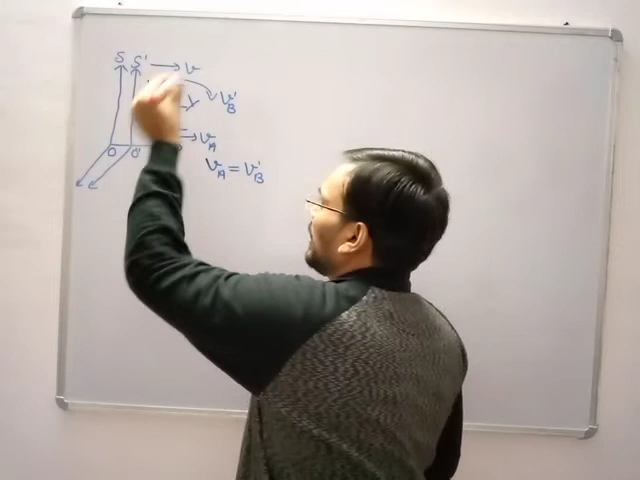 S S' → v
v'B
→ vA
O O'
vA = v'B